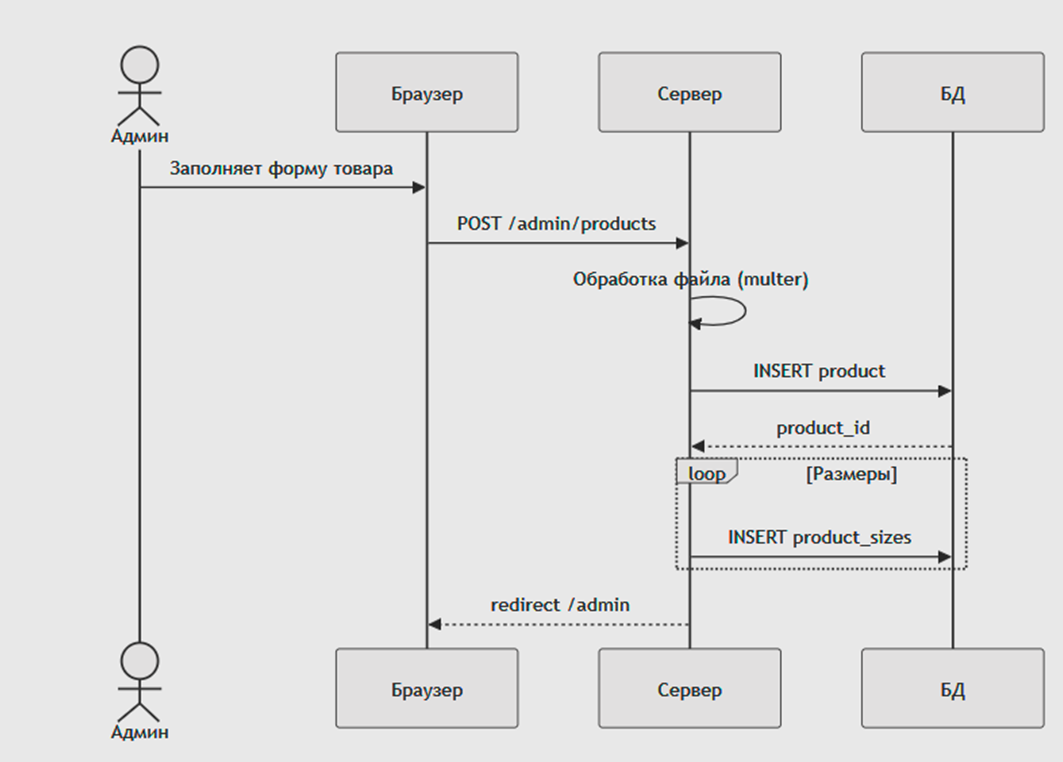 Админ
Браузер
Сервер
БД
Заполняет форму товара
POST /admin/products
Обработка файла (multer)
INSERT product
product_id
loop
[Размеры]
INSERT product_sizes
redirect /admin
Админ
Браузер
Сервер
БД